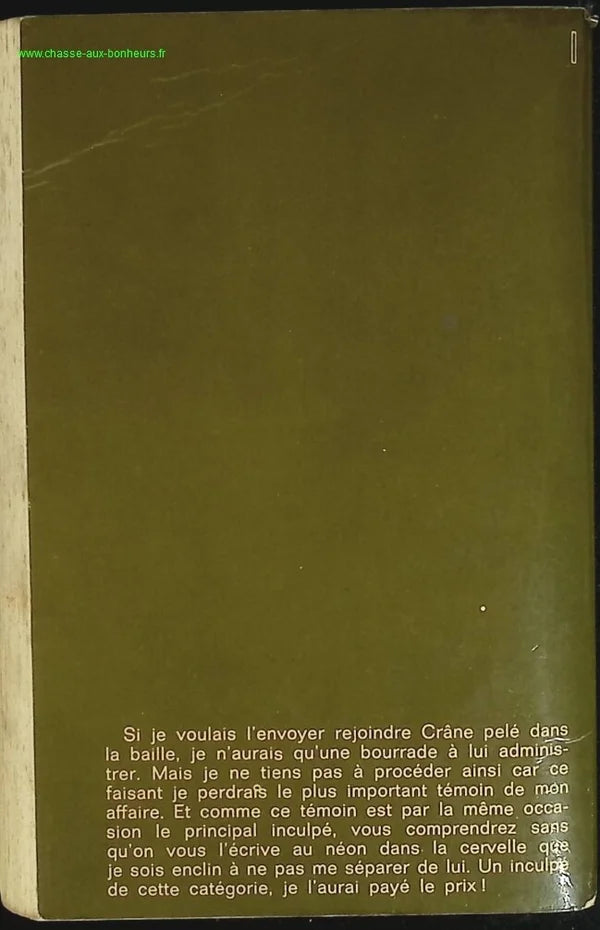 www.chasse-aux-bonheurs.fr
Si je voulais l'envoyer rejoindre Crâne pelé dans
la baille, je n'aurais qu'une bourrade à lui adminis-
trer. Mais je ne tiens pas à procéder ainsi car ce
faisant je perdrais le plus important témoin de mon
affaire. Et comme ce témoin est par la même occa-
sion le principal inculpé, vous comprendrez sans
qu'on vous l'écrive au néon dans la cervelle que
je sois enclin à ne pas me séparer de lui. Un inculpé
de cette catégorie, je l'aurai payé le prix !